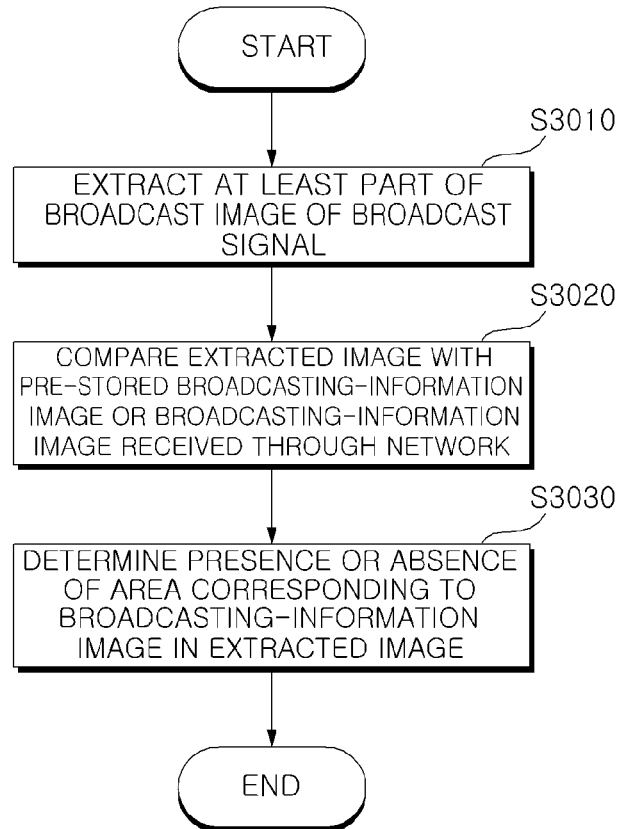 START
S3010
EXTRACT AT LEAST PART OF
BROADCAST IMAGE OF BROADCAST
SIGNAL
S3020
COMPARE EXTRACTED IMAGE WITH
PRE-STORED BROADCASTING-INFORMATION
IMAGE OR BROADCASTING-INFORMATION
IMAGE RECEIVED THROUGH NETWORK
S3030
DETERMINE PRESENCE OR ABSENCE
OF AREA CORRESPONDING TO
BROADCASTING-INFORMATION
IMAGE IN EXTRACTED IMAGE
END